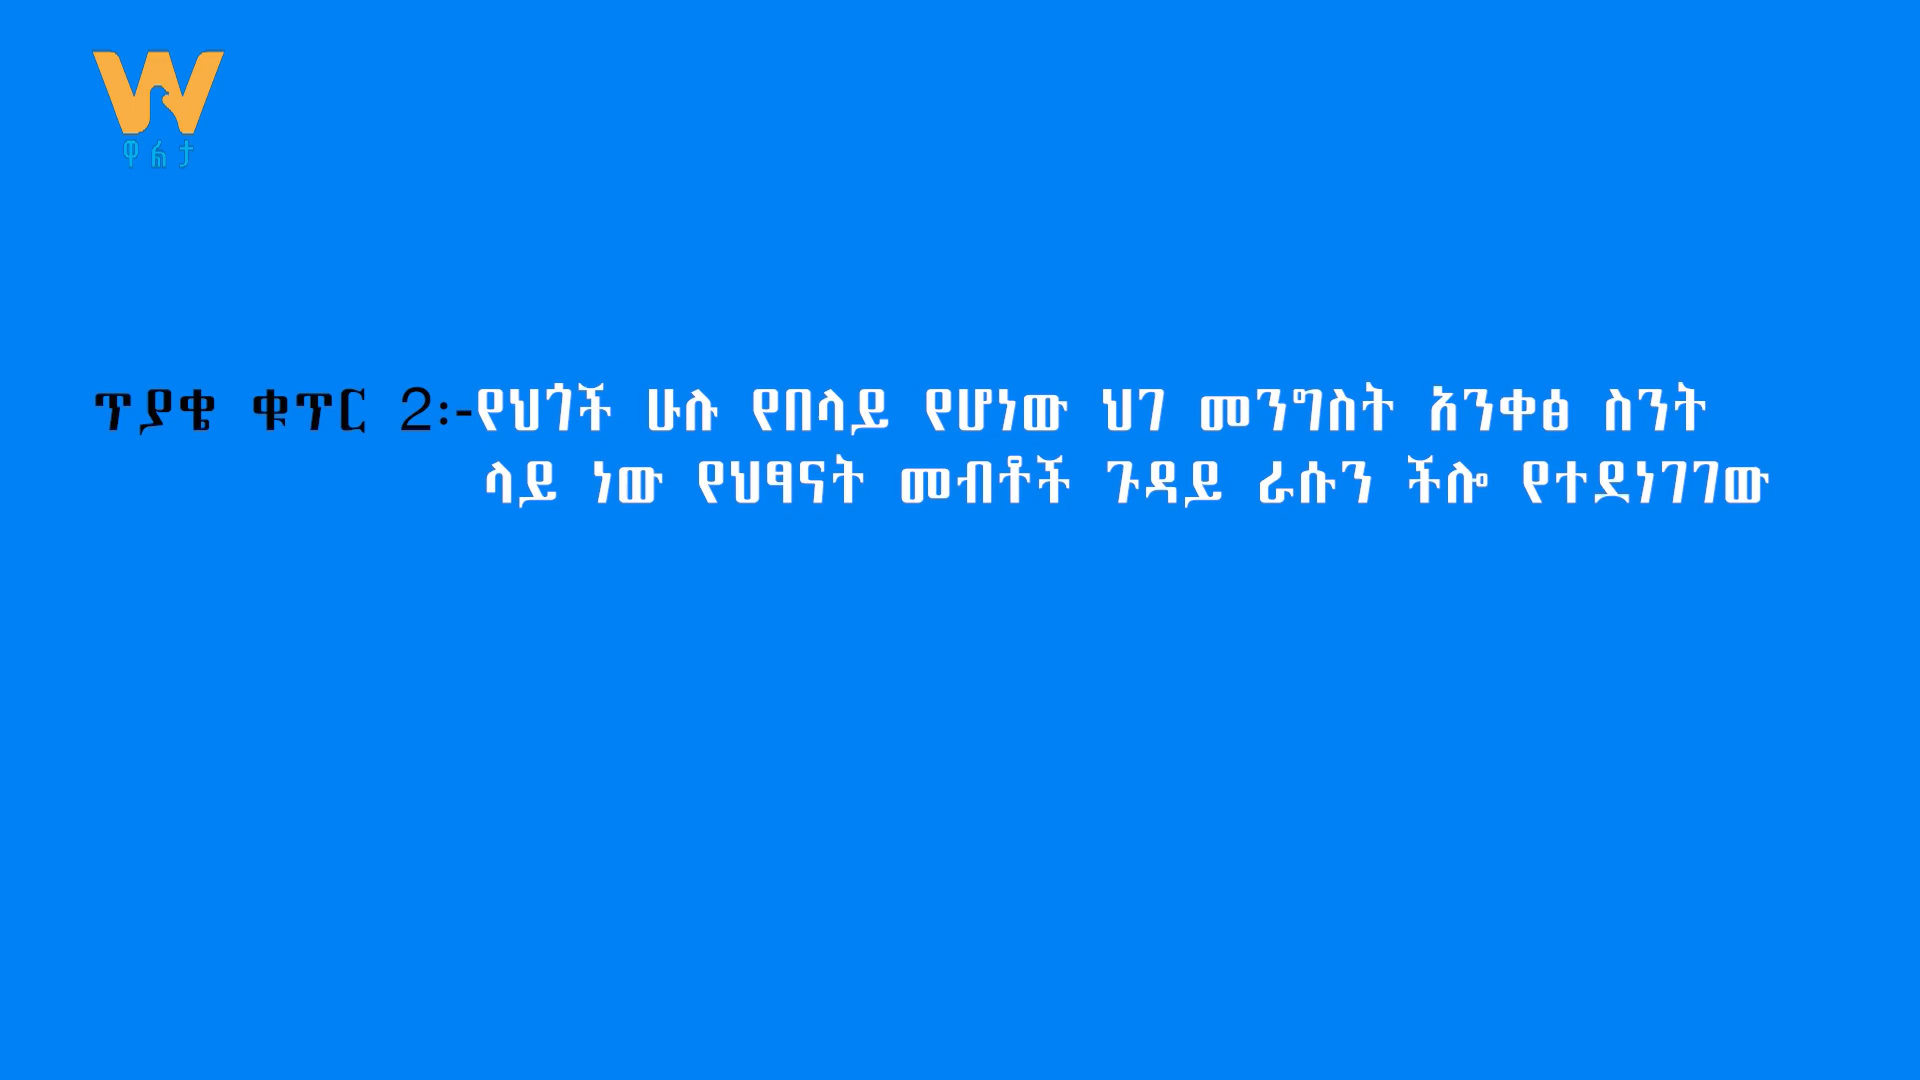 ዋልታ
ጥያቄ ቁጥር 2:-የህጎች ሁሉ የበላይ የሆነው ህገ መንግስት አንቀፅ ስንት
ላይ ነው የህፃናት መብቶች ጉዳይ ራሱን ችሎ የተደነገገው